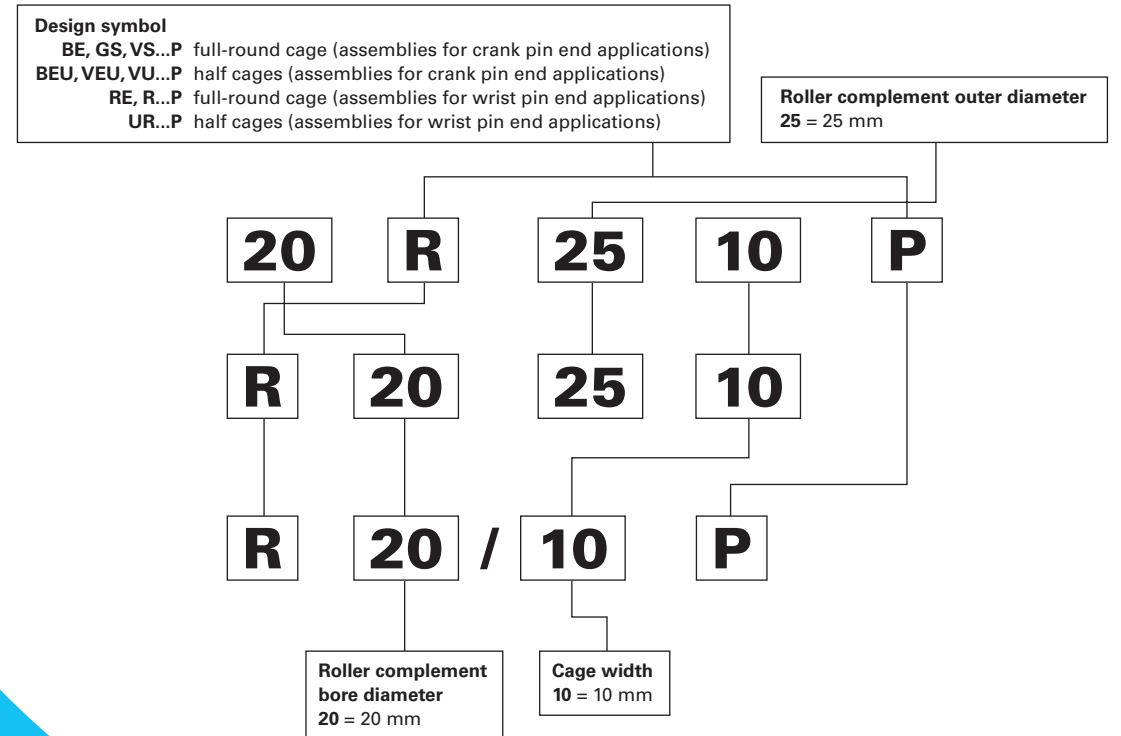 Design symbol
BE, GS, VS...P full-round cage (assemblies for crank pin end applications)
BEU, VEU, VU...P half cages (assemblies for crank pin end applications)
RE, R...P full-round cage (assemblies for wrist pin end applications)
UR...P half cages (assemblies for wrist pin end applications)
Roller complement outer diameter
25 = 25 mm
20 R 25 10 P
R 20 25 10
R 20 / 10 P
Roller complement
bore diameter
20 = 20 mm
Cage width
10 = 10 mm